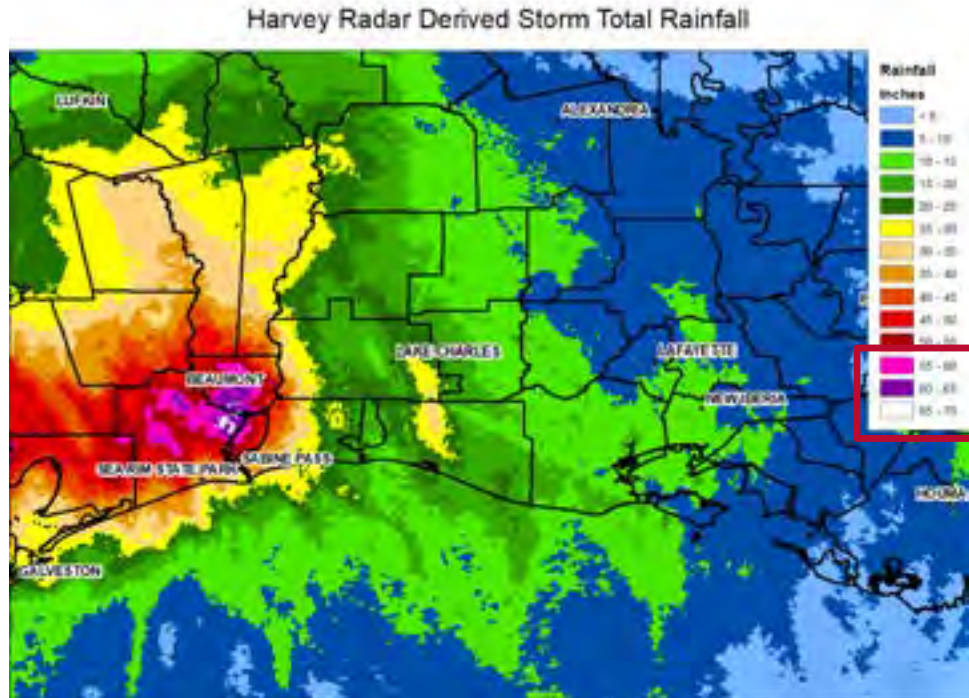 Harvey Radar Derived Storm Total Rainfall
LUFKIN
ALEXANDRIA
LAKE CHARLES
LAFAYETTE
BEAUMONT
NEW IBERIA
SEA RIM STATE PARK
SABINE PASS
HOUMA
GALVESTON
Rainfall
Inches
< 5
5 - 10
10 - 15
15 - 20
20 - 25
25 - 30
30 - 35
35 - 40
40 - 45
45 - 50
50 - 55
55 - 60
60 - 65
65 - 70